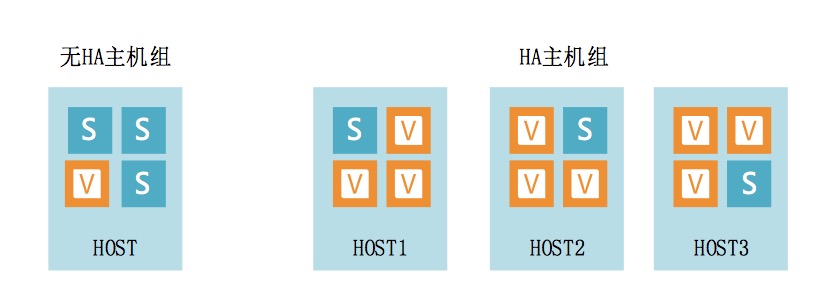 无HA主机组
HA主机组
S S
V S
HOST
S V
V V
HOST1
V S
V V
HOST2
V V
V S
HOST3